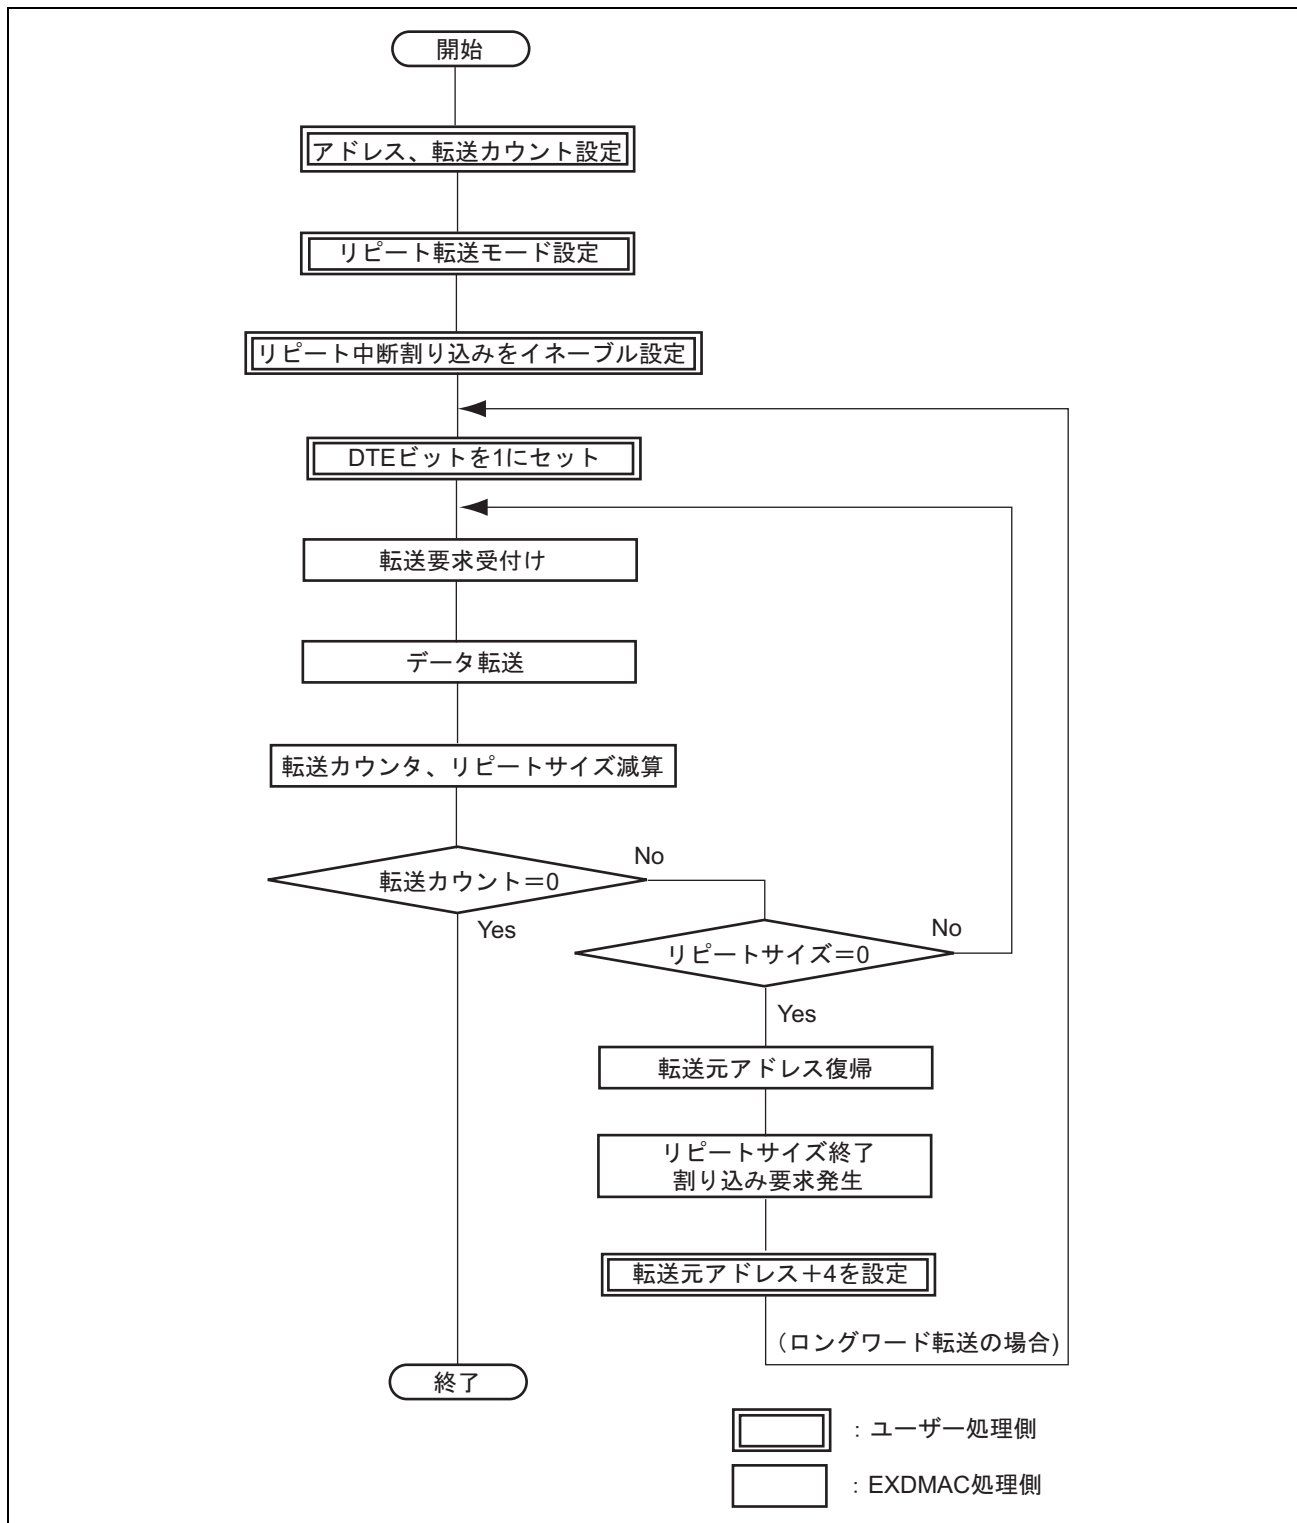 開始
アドレス、転送カウント設定
リピート転送モード設定
リピート中断割り込みをイネーブル設定
DTEビットを1にセット
転送要求受付け
データ転送
転送カウンタ、リピートサイズ減算
転送カウント＝0
No
Yes
リピートサイズ＝0
No
Yes
転送元アドレス復帰
リピートサイズ終了
割り込み要求発生
転送元アドレス＋4を設定
（ロングワード転送の場合)
終了
：ユーザー処理側
：EXDMAC処理側